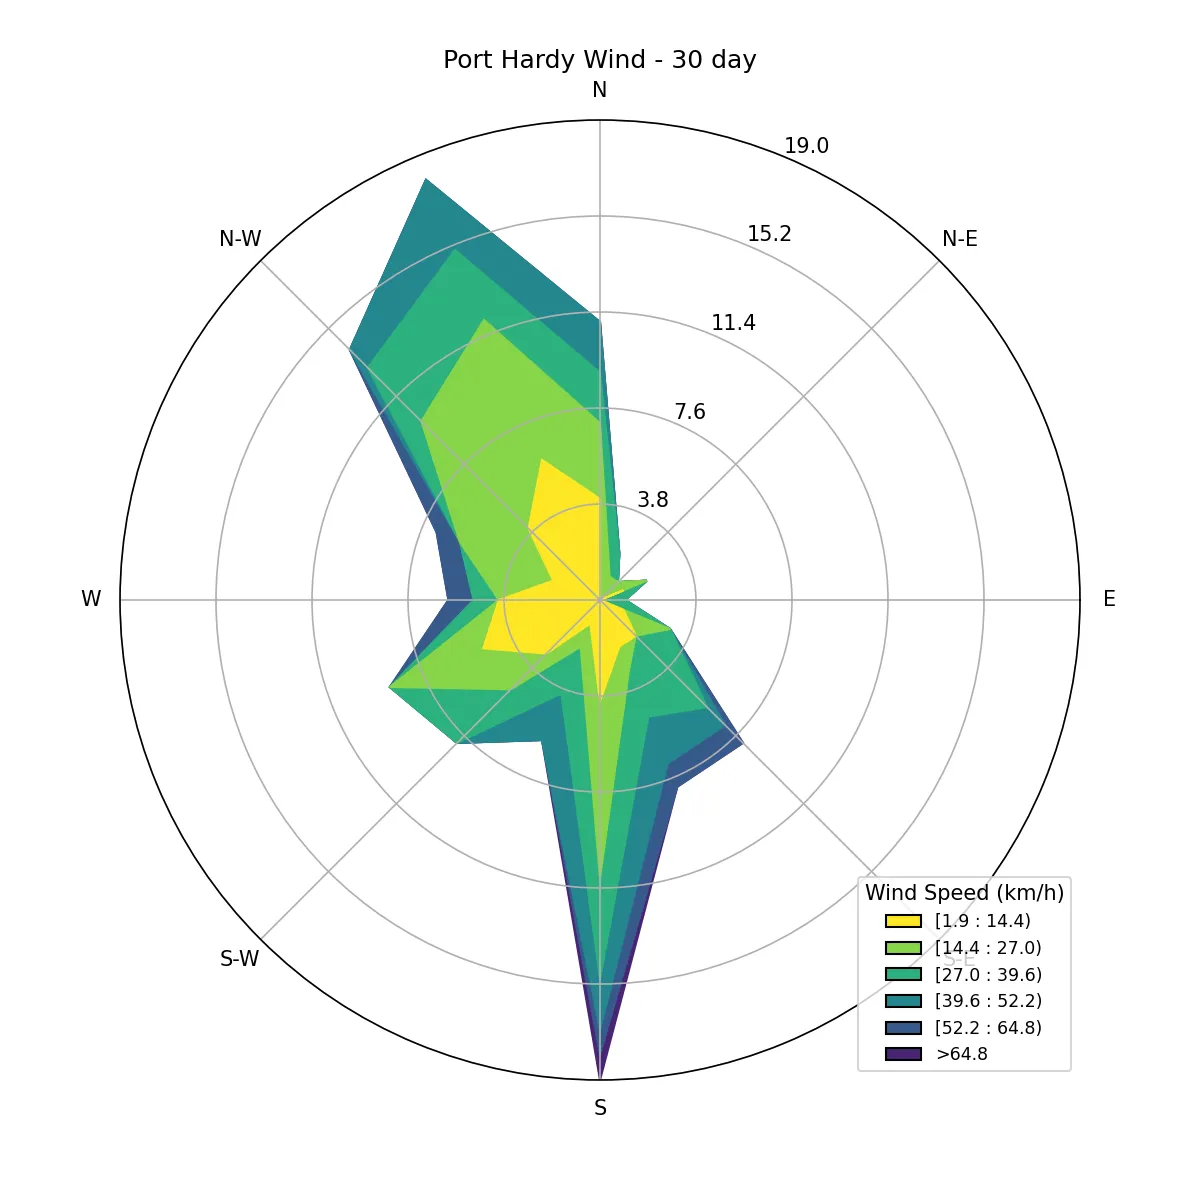 Port Hardy Wind - 30 day
N
19.0
15.2
N-W
N-E
11.4
7.6
3.8
W
E
S-W
S-E
Wind Speed (km/h)
[1.9 : 14.4)
[14.4 : 27.0)
[27.0 : 39.6)
[39.6 : 52.2)
[52.2 : 64.8)
>64.8
S